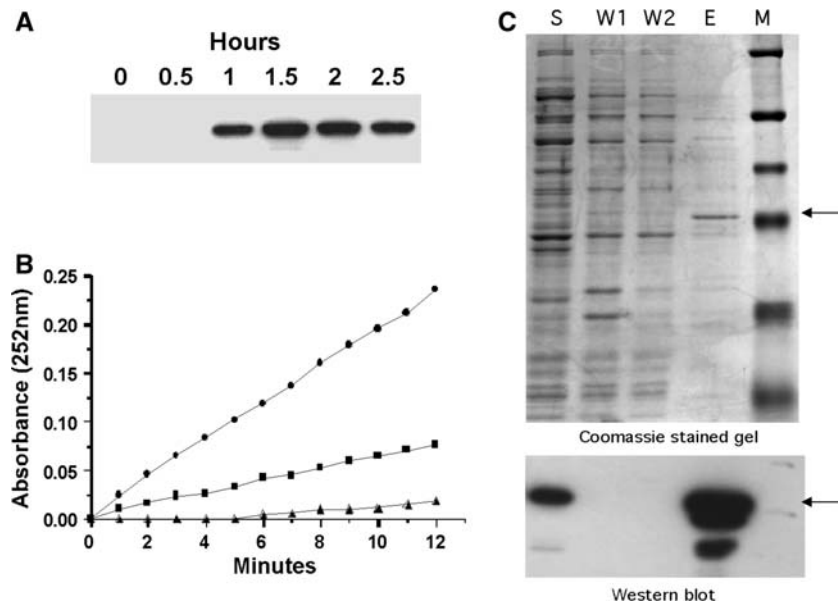 A
Hours
0 0.5 1 1.5 2 2.5
B
Absorbance (252nm)
0.25
0.20
0.15
0.10
0.05
0.00
0 2 4 6 8 10 12
Minutes
C
S W1 W2 E M
Coomassie stained gel
Western blot